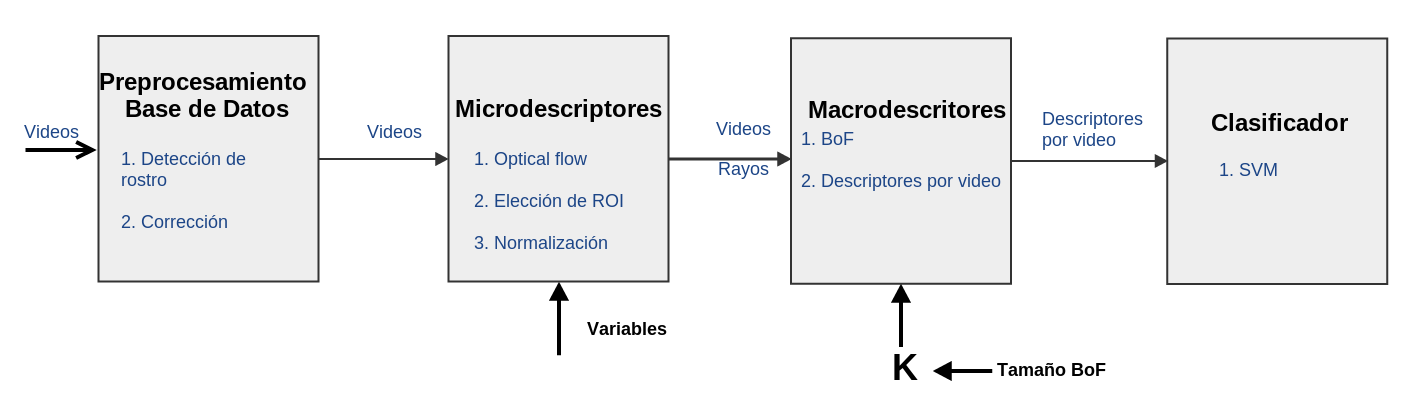 Videos
Preprocesamiento
Base de Datos
1. Detección de
rostro
2. Corrección
Videos
Microdescriptores
1. Optical flow
2. Elección de ROI
3. Normalización
Variables
Videos
Rayos
Macrodescritores
1. BoF
2. Descriptores por video
K
Tamaño BoF
Descriptores
por video
Clasificador
1. SVM